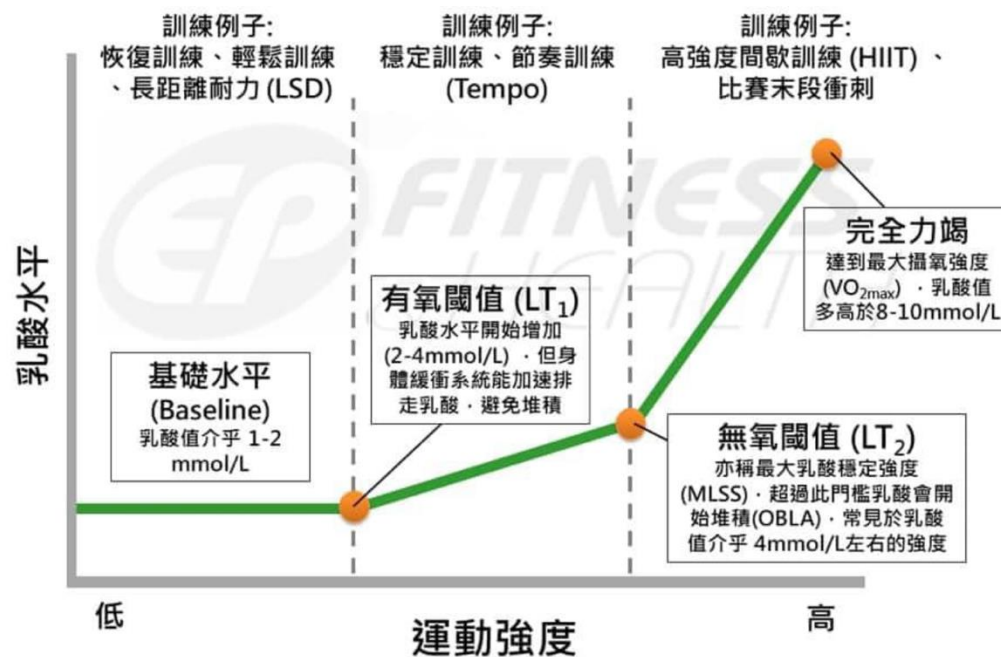 訓練例子:
恢復訓練、輕鬆訓練
、長距離耐力 (LSD)
訓練例子:
穩定訓練、節奏訓練
(Tempo)
訓練例子:
高強度間歇訓練 (HIIT) 、
比賽末段衝刺
EP FITNESS
&HEALTH
乳酸水平
基礎水平
(Baseline)
乳酸值介乎 1-2
mmol/L
有氧閾值 (LT₁)
乳酸水平開始增加
(2-4mmol/L) ‧但身
體緩衝系統能加速排
走乳酸‧避免堆積
完全力竭
達到最大攝氧強度
(VO₂max) ‧乳酸值
多高於8-10mmol/L
無氧閾值 (LT₂)
亦稱最大乳酸穩定強度
(MLSS)‧超過此門檻乳酸會開
始堆積(OBLA)‧常見於乳酸
值介乎 4mmol/L左右的強度
低
運動強度
高